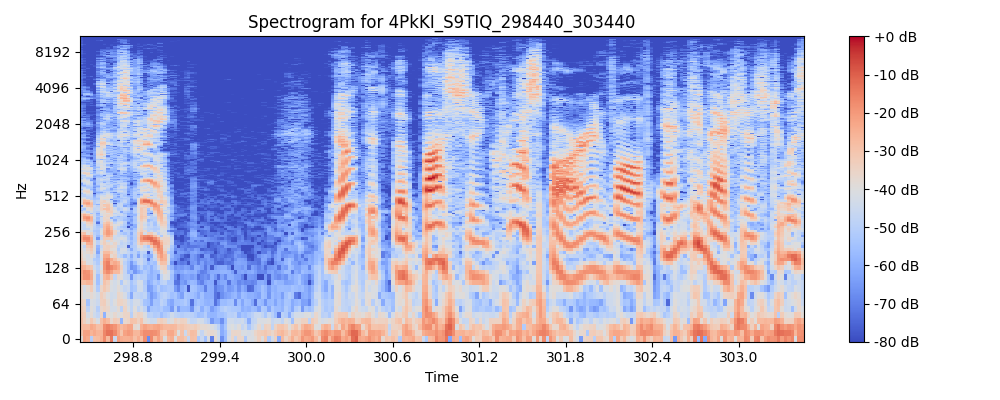 Spectrogram for 4PkKI_S9TIQ_298440_303440
8192
4096
2048
1024
512
256
128
64
0
Hz
298.8 299.4 300.0 300.6 301.2 301.8 302.4 303.0
Time
+0 dB
-10 dB
-20 dB
-30 dB
-40 dB
-50 dB
-60 dB
-70 dB
-80 dB